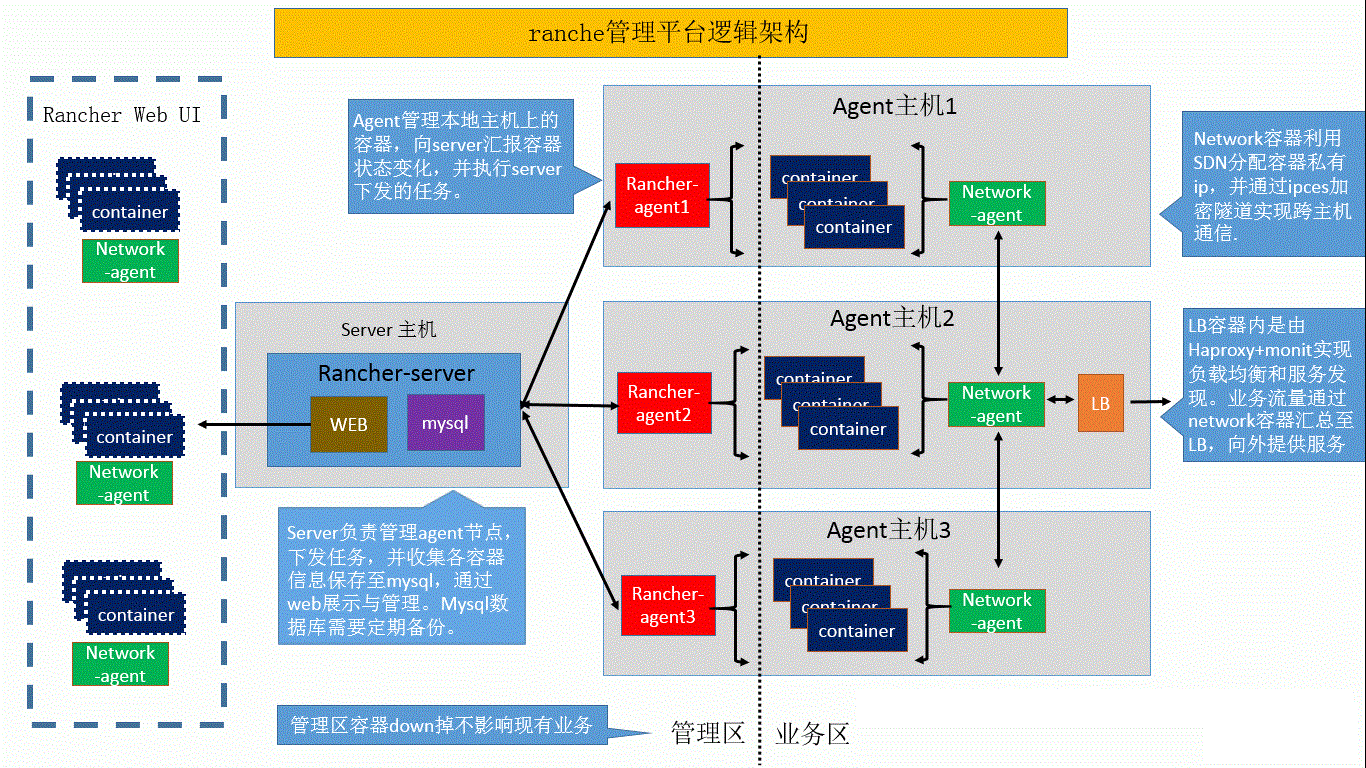 ranche管理平台逻辑架构
Rancher Web UI
container
Network
-agent
container
Network
-agent
container
Network
-agent
Server 主机
Rancher-server
WEB
mysql
Server负责管理agent节点，
下发任务，并收集各容器
信息保存至mysql，通过
web展示与管理。Mysql数
据库需要定期备份。
Agent管理本地主机上的
容器，向server汇报容器
状态变化，并执行server
下发的任务。
Agent主机1
Rancher-
agent1
container
container
container
Network
-agent
Network容器利用
SDN分配容器私有
ip，并通过ipces加
密隧道实现跨主机
通信.
Agent主机2
Rancher-
agent2
container
container
container
Network
-agent
LB
LB容器内是由
Haproxy+monit实现
负载均衡和服务发
现。业务流量通过
network容器汇总至
LB，向外提供服务
Agent主机3
Rancher-
agent3
container
container
container
Network
-agent
管理区容器down掉不影响现有业务
管理区
业务区